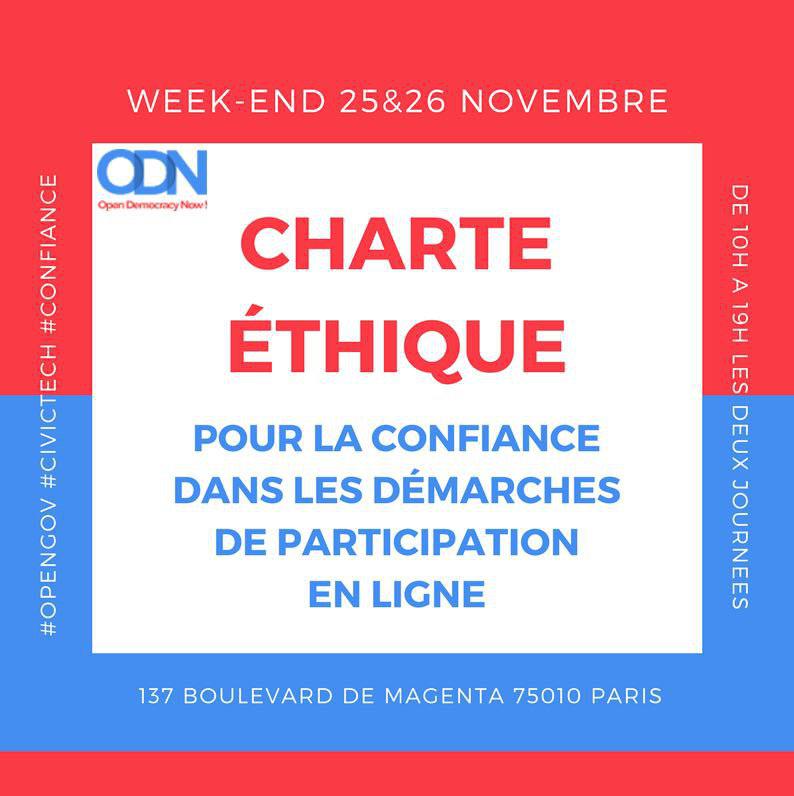 WEEK-END 25&26 NOVEMBRE
ODN
Open Democracy Now!
CHARTE
ÉTHIQUE
POUR LA CONFIANCE
DANS LES DÉMARCHES
DE PARTICIPATION
EN LIGNE
#OPENGOV #CIVICTECH #CONFIANCE
DE 10H A 19H LES DEUX JOURNEES
137 BOULEVARD DE MAGENTA 75010 PARIS